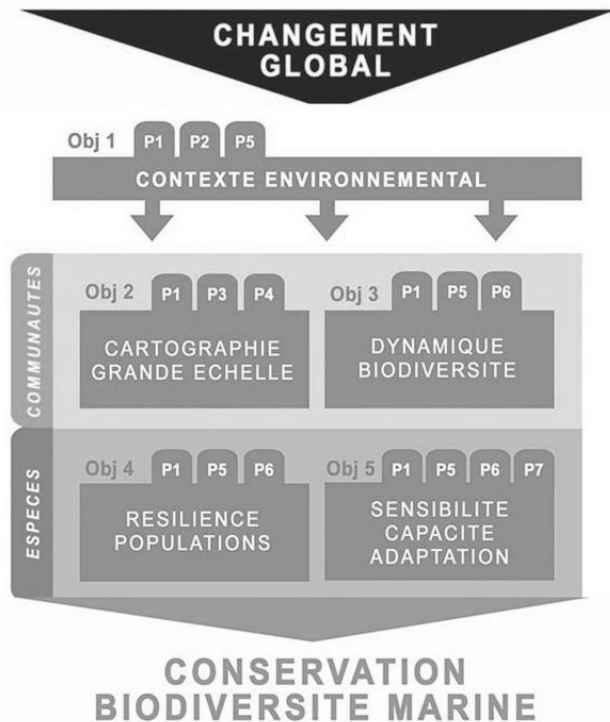 CHANGEMENT
GLOBAL
Obj 1 P1 P2 P5
CONTEXTE ENVIRONNEMENTAL
COMMUNAUTES
Obj 2 P1 P3 P4
CARTOGRAPHIE
GRANDE ECHELLE
Obj 3 P1 P5 P6
DYNAMIQUE
BIODIVERSITE
ESPECES
Obj 4 P1 P5 P6
RESILIENCE
POPULATIONS
Obj 5 P1 P5 P6 P7
SENSIBILITE
CAPACITE
ADAPTATION
CONSERVATION
BIODIVERSITE MARINE